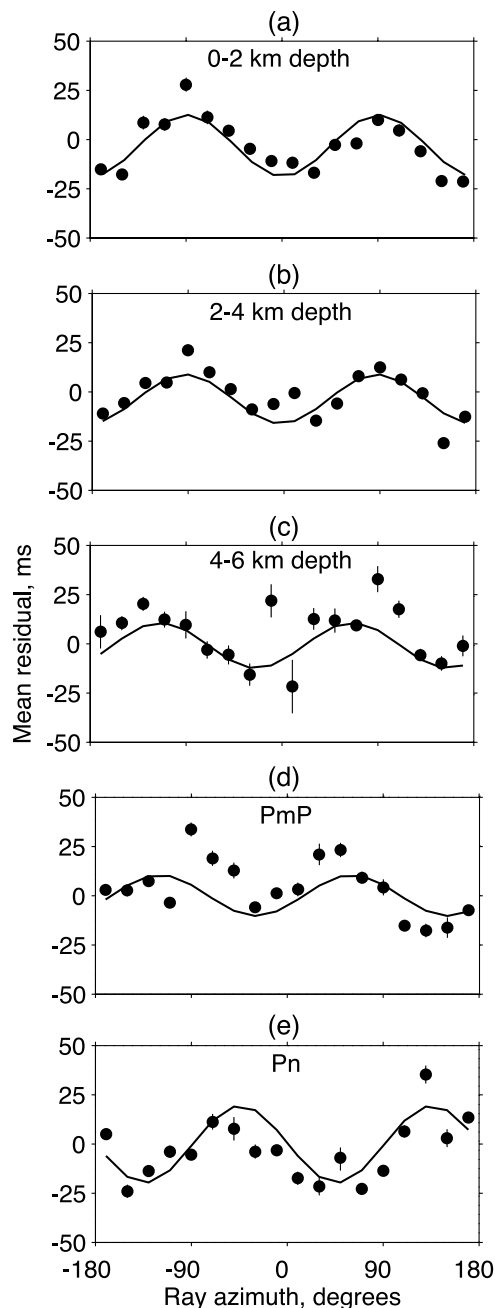 (a)
0-2 km depth
50
25
0
-25
-50
(b)
2-4 km depth
50
25
0
-25
-50
(c)
4-6 km depth
50
25
0
-25
-50
Mean residual, ms
(d)
PmP
50
25
0
-25
-50
(e)
Pn
50
25
0
-25
-50
-180 -90 0 90 180
Ray azimuth, degrees